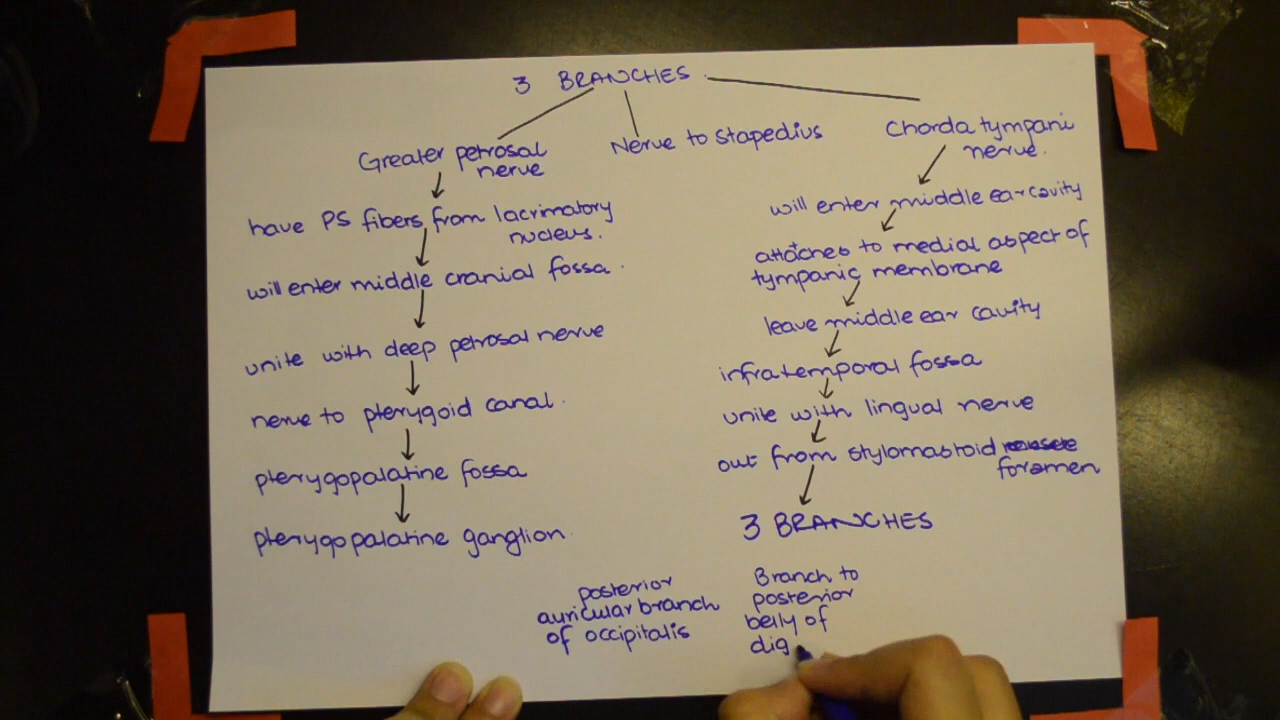 3 BRANCHES
Greater petrosal
nerve
have PS fibers from lacrimatory
nucleus.
will enter middle cranial fossa.
unite with deep petrosal nerve
nerve to pterygoid canal.
pterygopalatine fossa
pterygopalatine ganglion.
Nerve to stapedius
Chorda tympani
nerve.
will enter middle ear cavity
attaches to medial aspect of
tympanic membrane
leave middle ear cavity
infratemporal fossa
unite with lingual nerve
out from stylomastoid
foramen
3 BRANCHES
posterior
auricular branch
of occipitalis
Branch to
posterior
belly of
dig